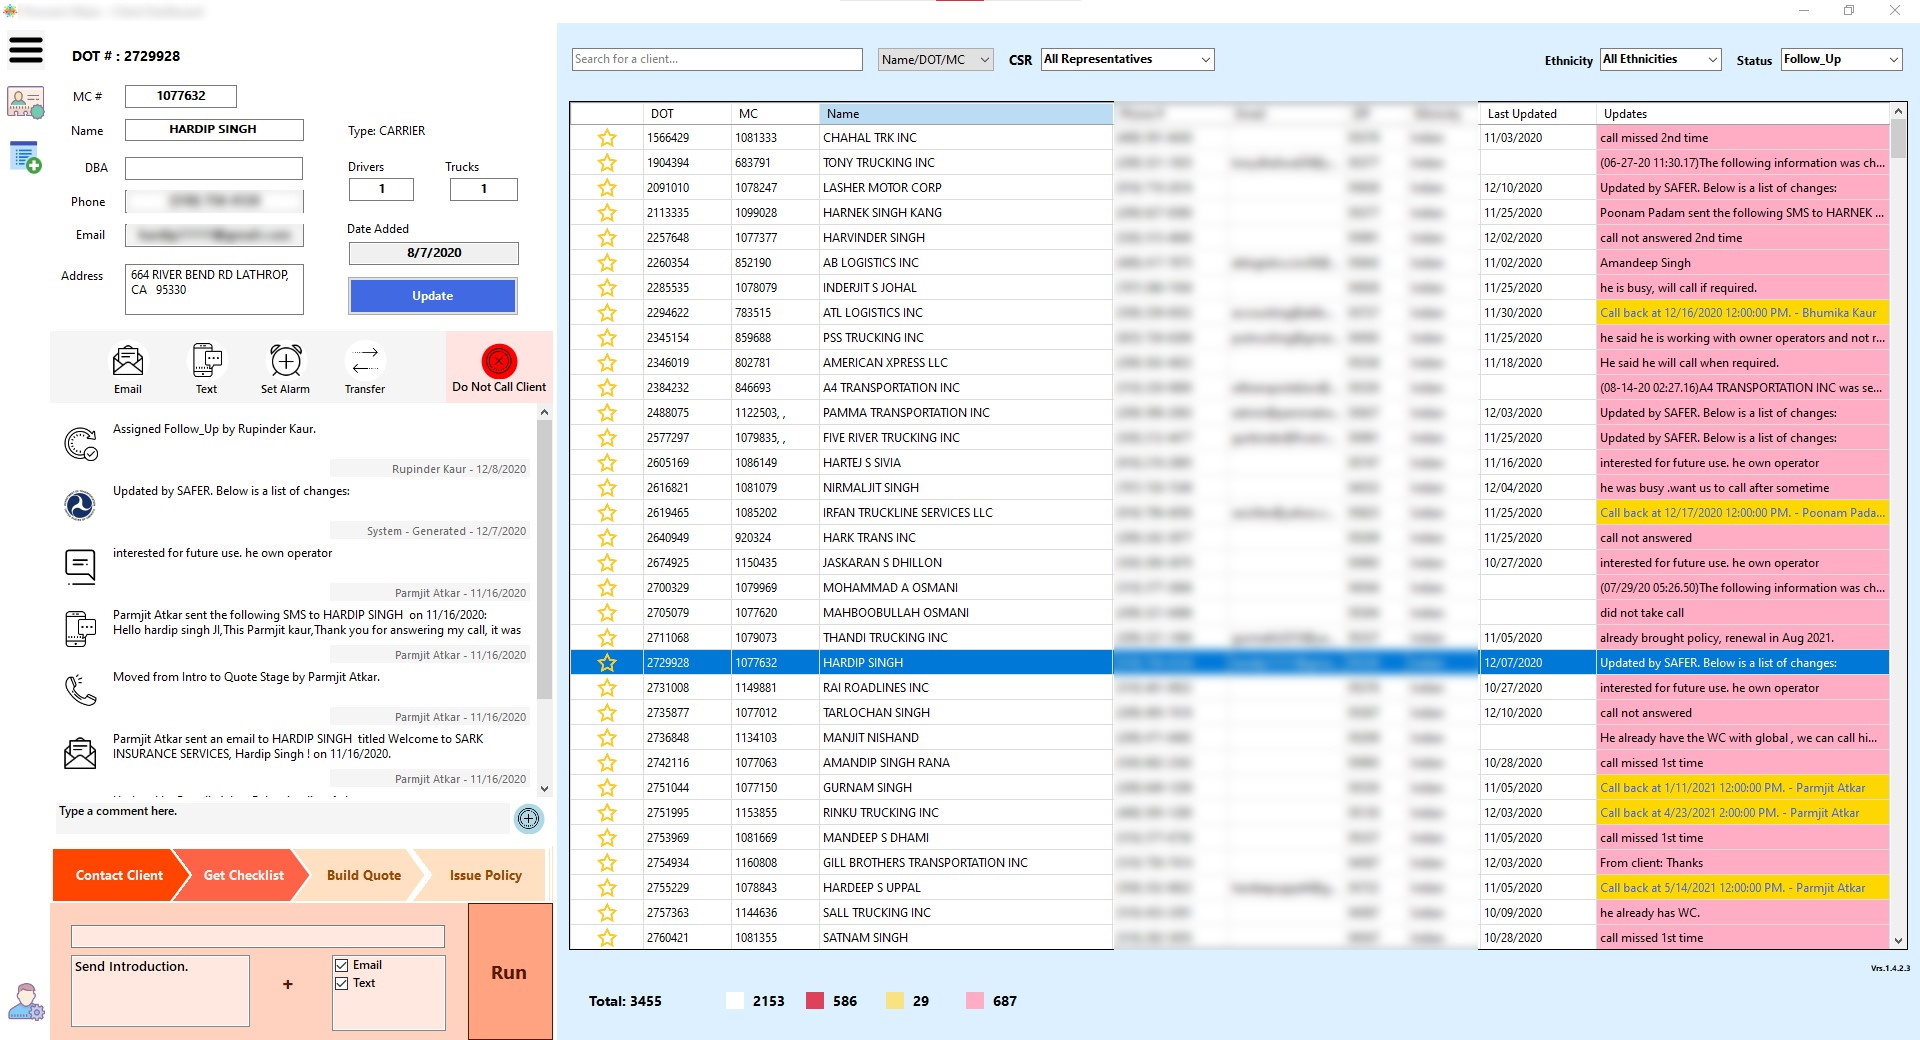 DOT # : 2729928
MC #
1077632
Name
HARDIP SINGH
Type: CARRIER
DBA
Drivers
Trucks
1
1
Phone
Email
Date Added
8/7/2020
Address
664 RIVER BEND RD LATHROP,
CA 95330
Update
Email
Text
Set Alarm
Transfer
Do Not Call Client
Assigned Follow_Up by Rupinder Kaur.
Rupinder Kaur - 12/8/2020
Updated by SAFER. Below is a list of changes:
System - Generated - 12/7/2020
interested for future use. he own operator
Parmjit Atkar - 11/16/2020
Parmjit Atkar sent the following SMS to HARDIP SINGH on 11/16/2020:
Hello hardip singh JI,This Parmjit kaur,Thank you for answering my call, it was
Parmjit Atkar - 11/16/2020
Moved from Intro to Quote Stage by Parmjit Atkar.
Parmjit Atkar - 11/16/2020
Parmjit Atkar sent an email to HARDIP SINGH titled Welcome to SARK
INSURANCE SERVICES, Hardip Singh ! on 11/16/2020.
Parmjit Atkar - 11/16/2020
Type a comment here.
Contact Client
Get Checklist
Build Quote
Issue Policy
Send Introduction.
+
Email
Text
Run
Search for a client...
Name/DOT/MC
CSR
All Representatives
Ethnicity
All Ethnicities
Status
Follow_Up
DOT MC Name Last Updated Updates
1566429 1081333 CHAHAL TRK INC 11/03/2020 call missed 2nd time
1904394 683791 TONY TRUCKING INC (06-27-20 11:30.17)The following information was ch...
2091010 1078247 LASHER MOTOR CORP 12/10/2020 Updated by SAFER. Below is a list of changes:
2113335 1099028 HARNEK SINGH KANG 11/25/2020 Poonam Padam sent the following SMS to HARNEK ...
2257648 1077377 HARVINDER SINGH 12/02/2020 call not answered 2nd time
2260354 852190 AB LOGISTICS INC 11/02/2020 Amandeep Singh
2285535 1078079 INDERJIT S JOHAL 11/25/2020 he is busy, will call if required.
2294622 783515 ATL LOGISTICS INC 11/30/2020 Call back at 12/16/2020 12:00:00 PM. - Bhumika Kaur
2345154 859688 PSS TRUCKING INC 11/25/2020 he said he is working with owner operators and not r...
2346019 802781 AMERICAN XPRESS LLC 11/18/2020 He said he will call when required.
2384232 846693 A4 TRANSPORTATION INC (08-14-20 02:27.16)A4 TRANSPORTATION INC was se...
2488075 1122503, , PAMMA TRANSPORTATION INC 12/03/2020 Updated by SAFER. Below is a list of changes:
2577297 1079835, , FIVE RIVER TRUCKING INC 11/25/2020 Updated by SAFER. Below is a list of changes:
2605169 1086149 HARTEJ S SIVIA 11/16/2020 interested for future use. he own operator
2616821 1081079 NIRMALJIT SINGH 12/04/2020 he was busy .want us to call after sometime
2619465 1085202 IRFAN TRUCKLINE SERVICES LLC 11/25/2020 Call back at 12/17/2020 12:00:00 PM. - Poonam Pada...
2640949 920324 HARK TRANS INC 11/25/2020 call not answered
2674925 1150435 JASKARAN S DHILLON 10/27/2020 interested for future use. he own operator
2700329 1079969 MOHAMMAD A OSMANI (07/29/20 05:26.50)The following information was ch...
2705079 1077620 MAHBOOBULLAH OSMANI did not take call
2711068 1079073 THANDI TRUCKING INC 11/05/2020 already brought policy, renewal in Aug 2021.
2729928 1077632 HARDIP SINGH 12/07/2020 Updated by SAFER. Below is a list of changes:
2731008 1149881 RAI ROADLINES INC 10/27/2020 interested for future use. he own operator
2735877 1077012 TARLOCHAN SINGH 12/10/2020 call not answered
2736848 1134103 MANJIT NISHAND He already have the WC with global , we can call hi...
2742116 1077063 AMANDIP SINGH RANA 10/28/2020 call missed 1st time
2751044 1077150 GURNAM SINGH 11/05/2020 Call back at 1/11/2021 12:00:00 PM. - Parmjit Atkar
2751995 1153855 RINKU TRUCKING INC 12/03/2020 Call back at 4/23/2021 2:00:00 PM. - Parmjit Atkar
2753969 1081669 MANDEEP S DHAMI 11/05/2020 call missed 1st time
2754934 1160808 GILL BROTHERS TRANSPORTATION INC 12/03/2020 From client: Thanks
2755229 1078843 HARDEEP S UPPAL 11/05/2020 Call back at 5/14/2021 12:00:00 PM. - Parmjit Atkar
2757363 1144636 SALL TRUCKING INC 10/09/2020 he already has WC.
2760421 1081355 SATNAM SINGH 10/28/2020 call missed 1st time
Vrs.1.4.2.3
Total: 3455 2153 586 29 687